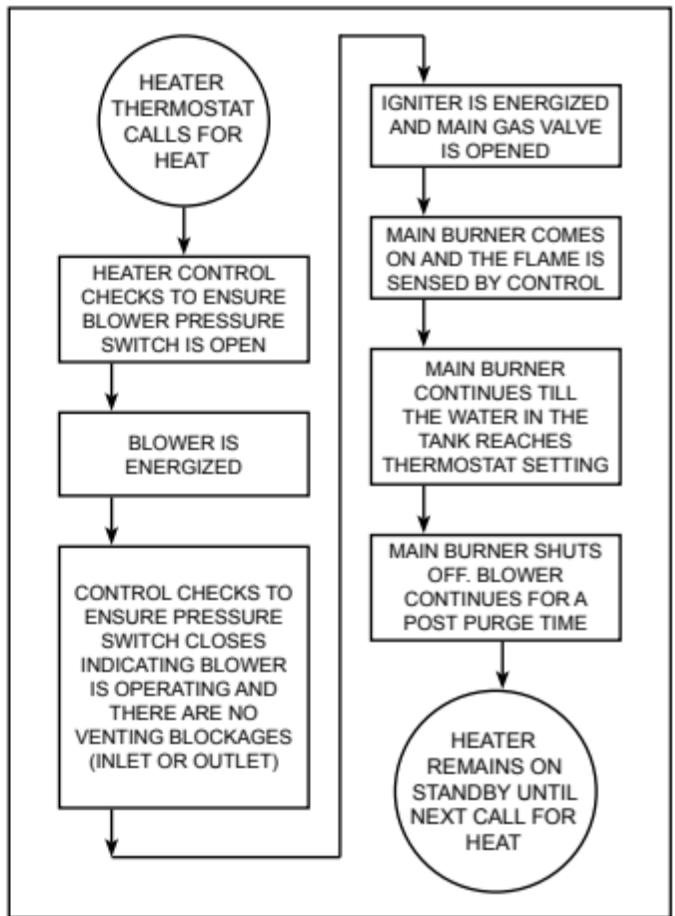 HEATER
THERMOSTAT
CALLS FOR
HEAT
HEATER CONTROL
CHECKS TO ENSURE
BLOWER PRESSURE
SWITCH IS OPEN
BLOWER IS
ENERGIZED
CONTROL CHECKS TO
ENSURE PRESSURE
SWITCH CLOSES
INDICATING BLOWER
IS OPERATING AND
THERE ARE NO
VENTING BLOCKAGES
(INLET OR OUTLET)
IGNITER IS ENERGIZED
AND MAIN GAS VALVE
IS OPENED
MAIN BURNER COMES
ON AND THE FLAME IS
SENSED BY CONTROL
MAIN BURNER
CONTINUES TILL
THE WATER IN THE
TANK REACHES
THERMOSTAT SETTING
MAIN BURNER SHUTS
OFF. BLOWER
CONTINUES FOR A
POST PURGE TIME
HEATER
REMAINS ON
STANDBY UNTIL
NEXT CALL FOR
HEAT